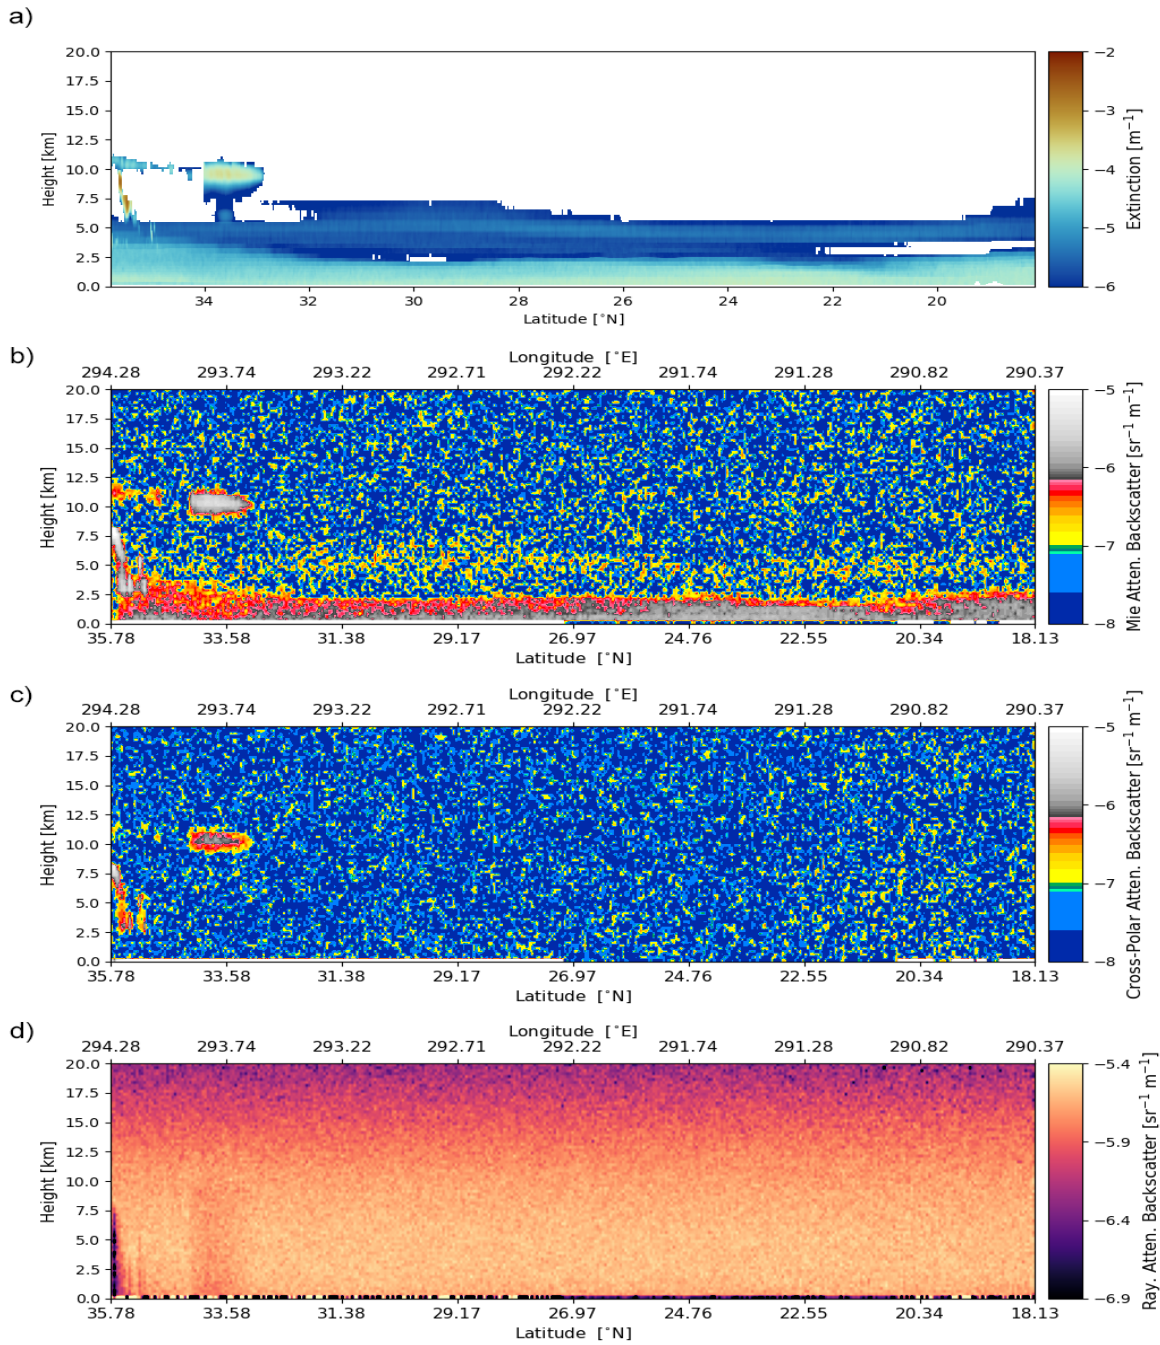 a)
20.0
17.5
15.0
12.5
10.0
7.5
5.0
2.5
0.0
Height [km]
34 32 30 28 26 24 22 20
Latitude [°N]
−2
−3
−4
−5
−6
Extinction [m⁻¹]
b)
Longitude [°E]
294.28 293.74 293.22 292.71 292.22 291.74 291.28 290.82 290.37
20.0
17.5
15.0
12.5
10.0
7.5
5.0
2.5
0.0
Height [km]
35.78 33.58 31.38 29.17 26.97 24.76 22.55 20.34 18.13
Latitude [°N]
−5
−6
−7
−8
Mie Atten. Backscatter [sr⁻¹ m⁻¹]
c)
Longitude [°E]
294.28 293.74 293.22 292.71 292.22 291.74 291.28 290.82 290.37
20.0
17.5
15.0
12.5
10.0
7.5
5.0
2.5
0.0
Height [km]
35.78 33.58 31.38 29.17 26.97 24.76 22.55 20.34 18.13
Latitude [°N]
−5
−6
−7
−8
Cross-Polar Atten. Backscatter [sr⁻¹ m⁻¹]
d)
Longitude [°E]
294.28 293.74 293.22 292.71 292.22 291.74 291.28 290.82 290.37
20.0
17.5
15.0
12.5
10.0
7.5
5.0
2.5
0.0
Height [km]
35.78 33.58 31.38 29.17 26.97 24.76 22.55 20.34 18.13
Latitude [°N]
−5.4
−5.9
−6.4
−6.9
Ray. Atten. Backscatter [sr⁻¹ m⁻¹]